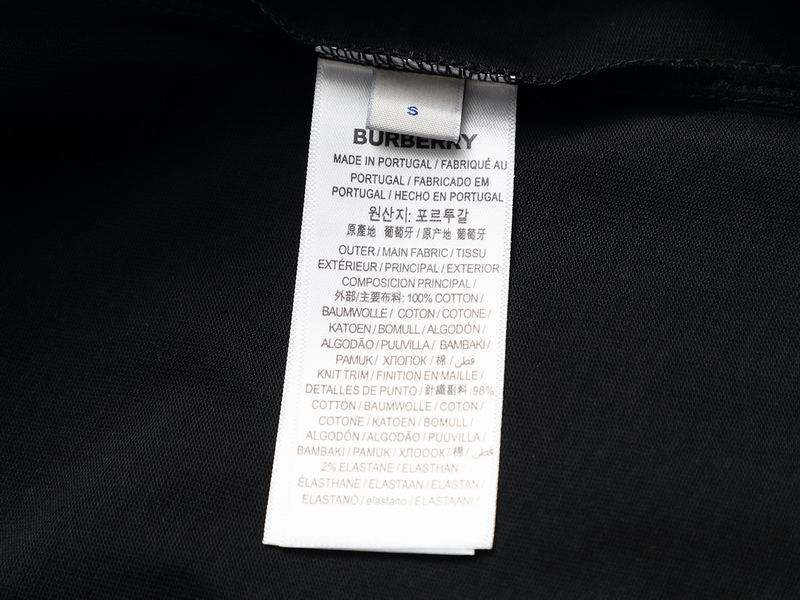 S
BURBERRY
MADE IN PORTUGAL / FABRIQUÉ AU
PORTUGAL / FABRICADO EM
PORTUGAL / HECHO EN PORTUGAL
원산지: 포르투갈
原產地 葡萄牙 / 原产地 葡萄牙
OUTER / MAIN FABRIC / TISSU
EXTÉRIEUR / PRINCIPAL / EXTERIOR
COMPOSICION PRINCIPAL /
外部/主要布料: 100% COTTON /
BAUMWOLLE / COTON / COTONE /
KATOEN / BOMULL / ALGODÓN /
ALGODÃO / PUUVILLA / BAMBAKI /
PAMUK / ХЛОПОК / 棉 / قطن /
KNIT TRIM / FINITION EN MAILLE /
DETALLES DE PUNTO / 針織副料 :98%
COTTON / BAUMWOLLE / COTON /
COTONE / KATOEN / BOMULL /
ALGODÓN / ALGODÃO / PUUVILLA /
BAMBAKI / PAMUK / ХЛОООК / 棉 / قطن
2% ELASTANE / ELASTHAN /
ÉLASTHANE / ELASTAAN / ELASTAN /
ELASTANO / elastano / ELASTAANI /